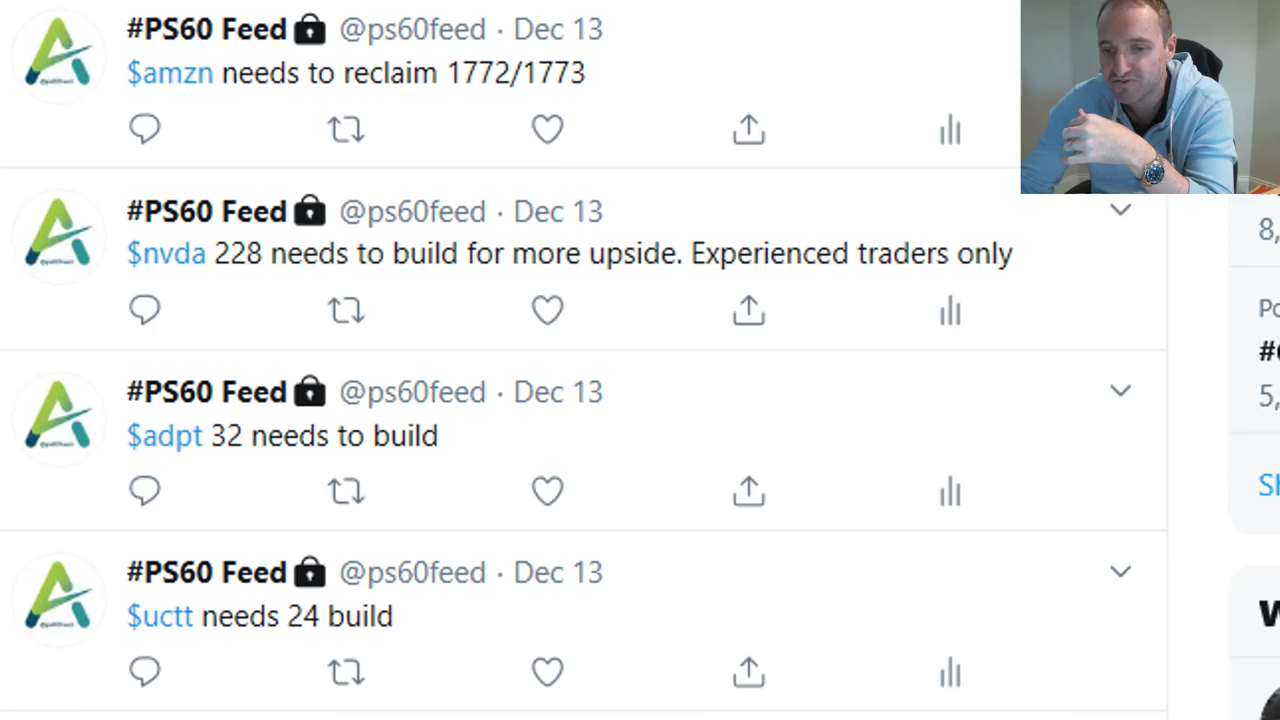 #PS60 Feed @ps60feed · Dec 13
$amzn needs to reclaim 1772/1773
#PS60 Feed @ps60feed · Dec 13
$nvda 228 needs to build for more upside. Experienced traders only
8,
#PS60 Feed @ps60feed · Dec 13
$adpt 32 needs to build
5,
#PS60 Feed @ps60feed · Dec 13
$uctt needs 24 build